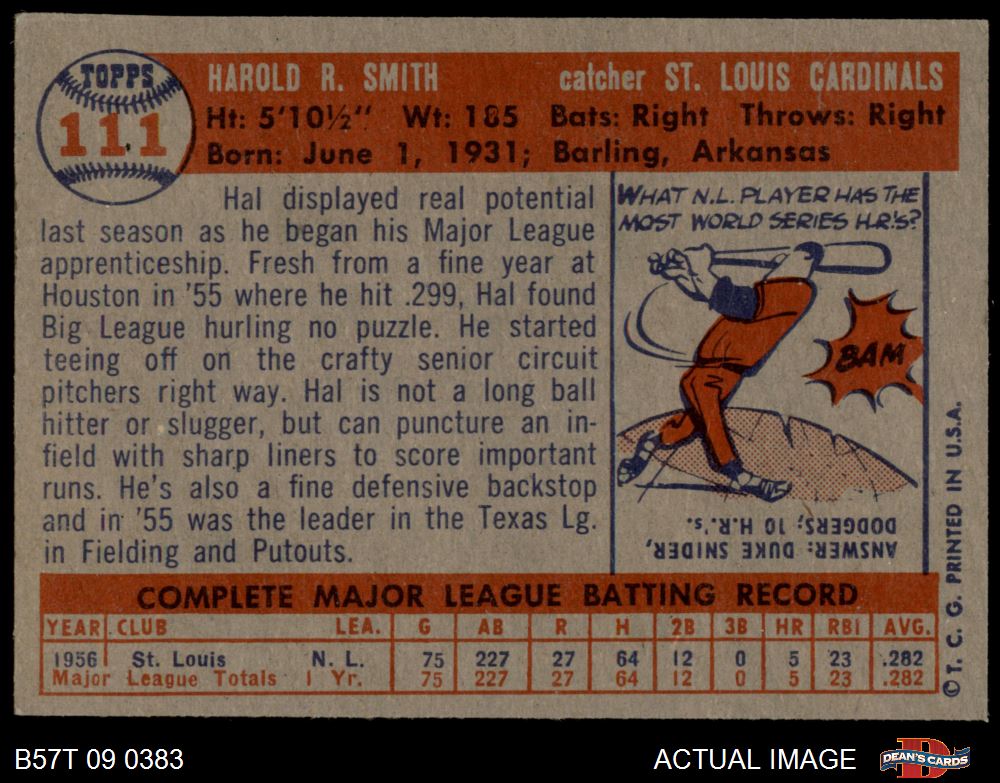 TOPPS
111
HAROLD R. SMITH catcher ST. LOUIS CARDINALS
Ht: 5'10½" Wt: 185 Bats: Right Throws: Right
Born: June 1, 1931; Barling, Arkansas
Hal displayed real potential
last season as he began his Major League
apprenticeship. Fresh from a fine year at
Houston in '55 where he hit .299, Hal found
Big League hurling no puzzle. He started
teeing off on the crafty senior circuit
pitchers right way. Hal is not a long ball
hitter or slugger, but can puncture an in-
field with sharp liners to score important
runs. He's also a fine defensive backstop
and in '55 was the leader in the Texas Lg.
in Fielding and Putouts.
WHAT N.L. PLAYER HAS THE
MOST WORLD SERIES H.R.'S?
BAM
ANSWER: DUKE SNIDER,
DODGERS; 10 H.R.'s.
COMPLETE MAJOR LEAGUE BATTING RECORD
YEAR CLUB LEA. G AB R H 2B 3B HR RBI AVG.
1956 St. Louis N. L. 75 227 27 64 12 0 5 23 .282
Major League Totals 1 Yr. 75 227 27 64 12 0 5 23 .282
© T. C. G. PRINTED IN U.S.A.
B57T 09 0383 ACTUAL IMAGE DEAN'S CARDS